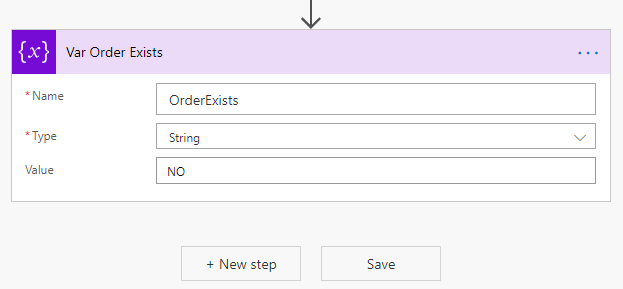 {x} Var Order Exists ...
* Name OrderExists
* Type String
Value NO
+ New step Save